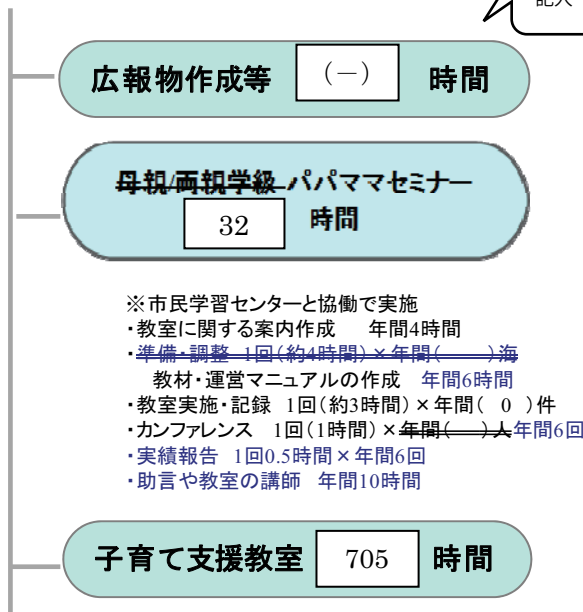 記入
広報物作成等 (－) 時間
母親/両親学級 パパママセミナー
32 時間
※市民学習センターと協働で実施
・教室に関する案内作成　年間4時間
・準備・調整 1回(約4時間)×年間(　　)海
教材・運営マニュアルの作成 年間6時間
・教室実施・記録 1回(約3時間)×年間( 0 )件
・カンファレンス 1回(1時間)×年間(　　)人年間6回
・実績報告 1回0.5時間×年間6回
・助言や教室の講師 年間10時間
子育て支援教室 705 時間